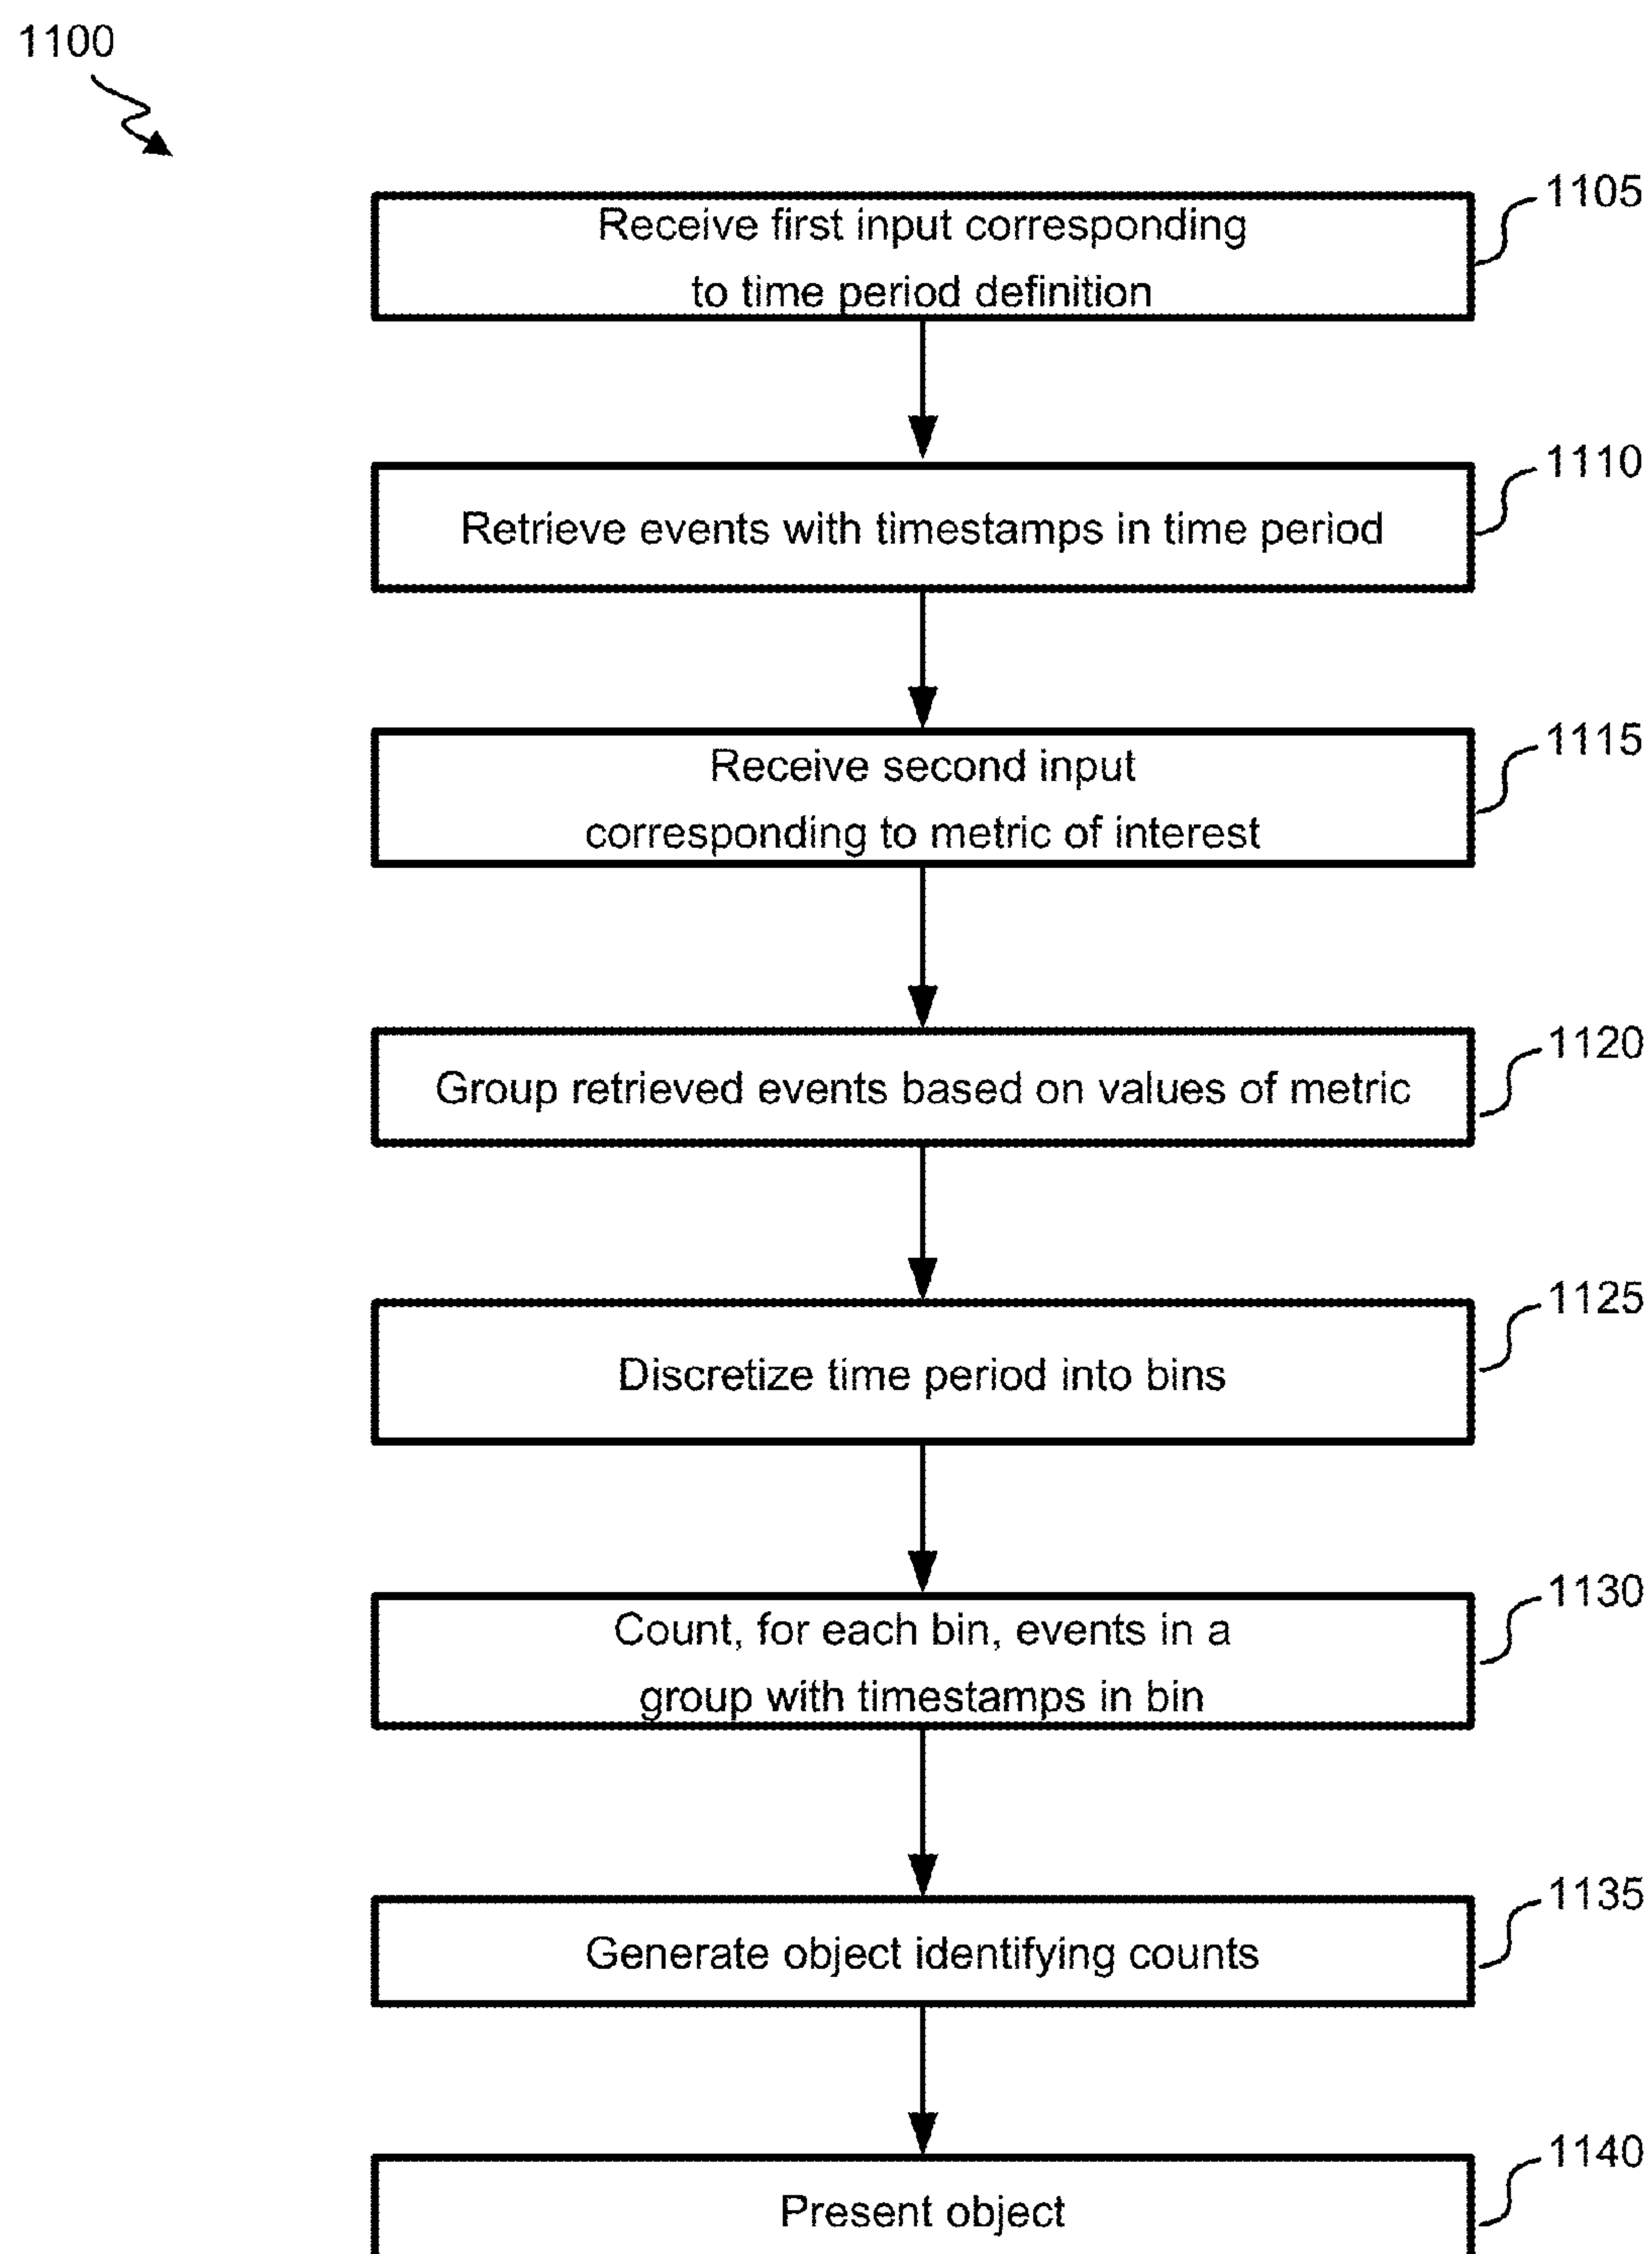 1100
Receive first input corresponding
to time period definition
1105
Retrieve events with timestamps in time period
1110
Receive second input
corresponding to metric of interest
1115
Group retrieved events based on values of metric
1120
Discretize time period into bins
1125
Count, for each bin, events in a
group with timestamps in bin
1130
Generate object identifying counts
1135
Present object
1140